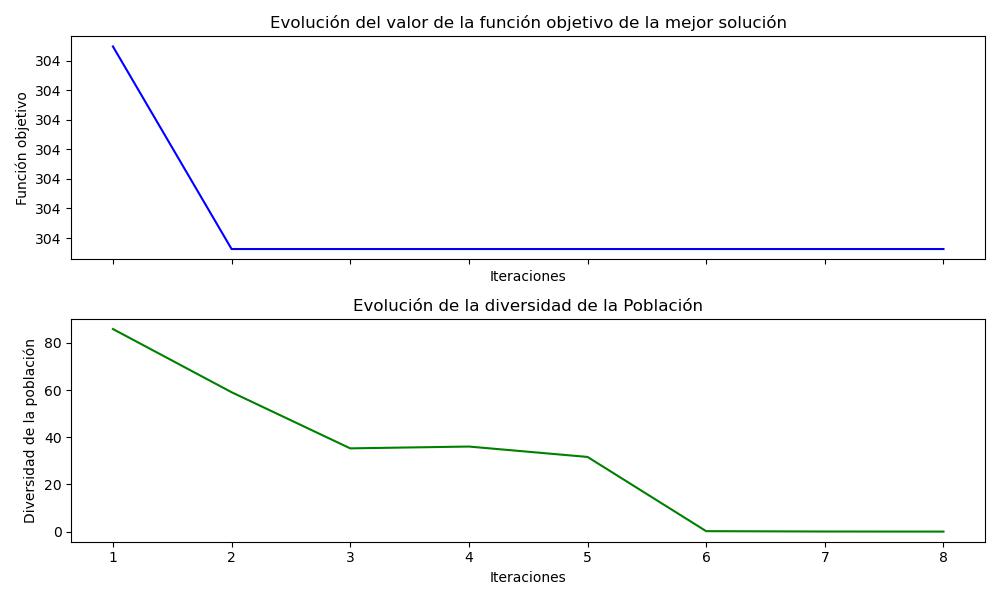 Evolución del valor de la función objetivo de la mejor solución
304
304
304
304
304
304
304
Función objetivo
Iteraciones
Evolución de la diversidad de la Población
80
60
40
20
0
Diversidad de la población
1 2 3 4 5 6 7 8
Iteraciones